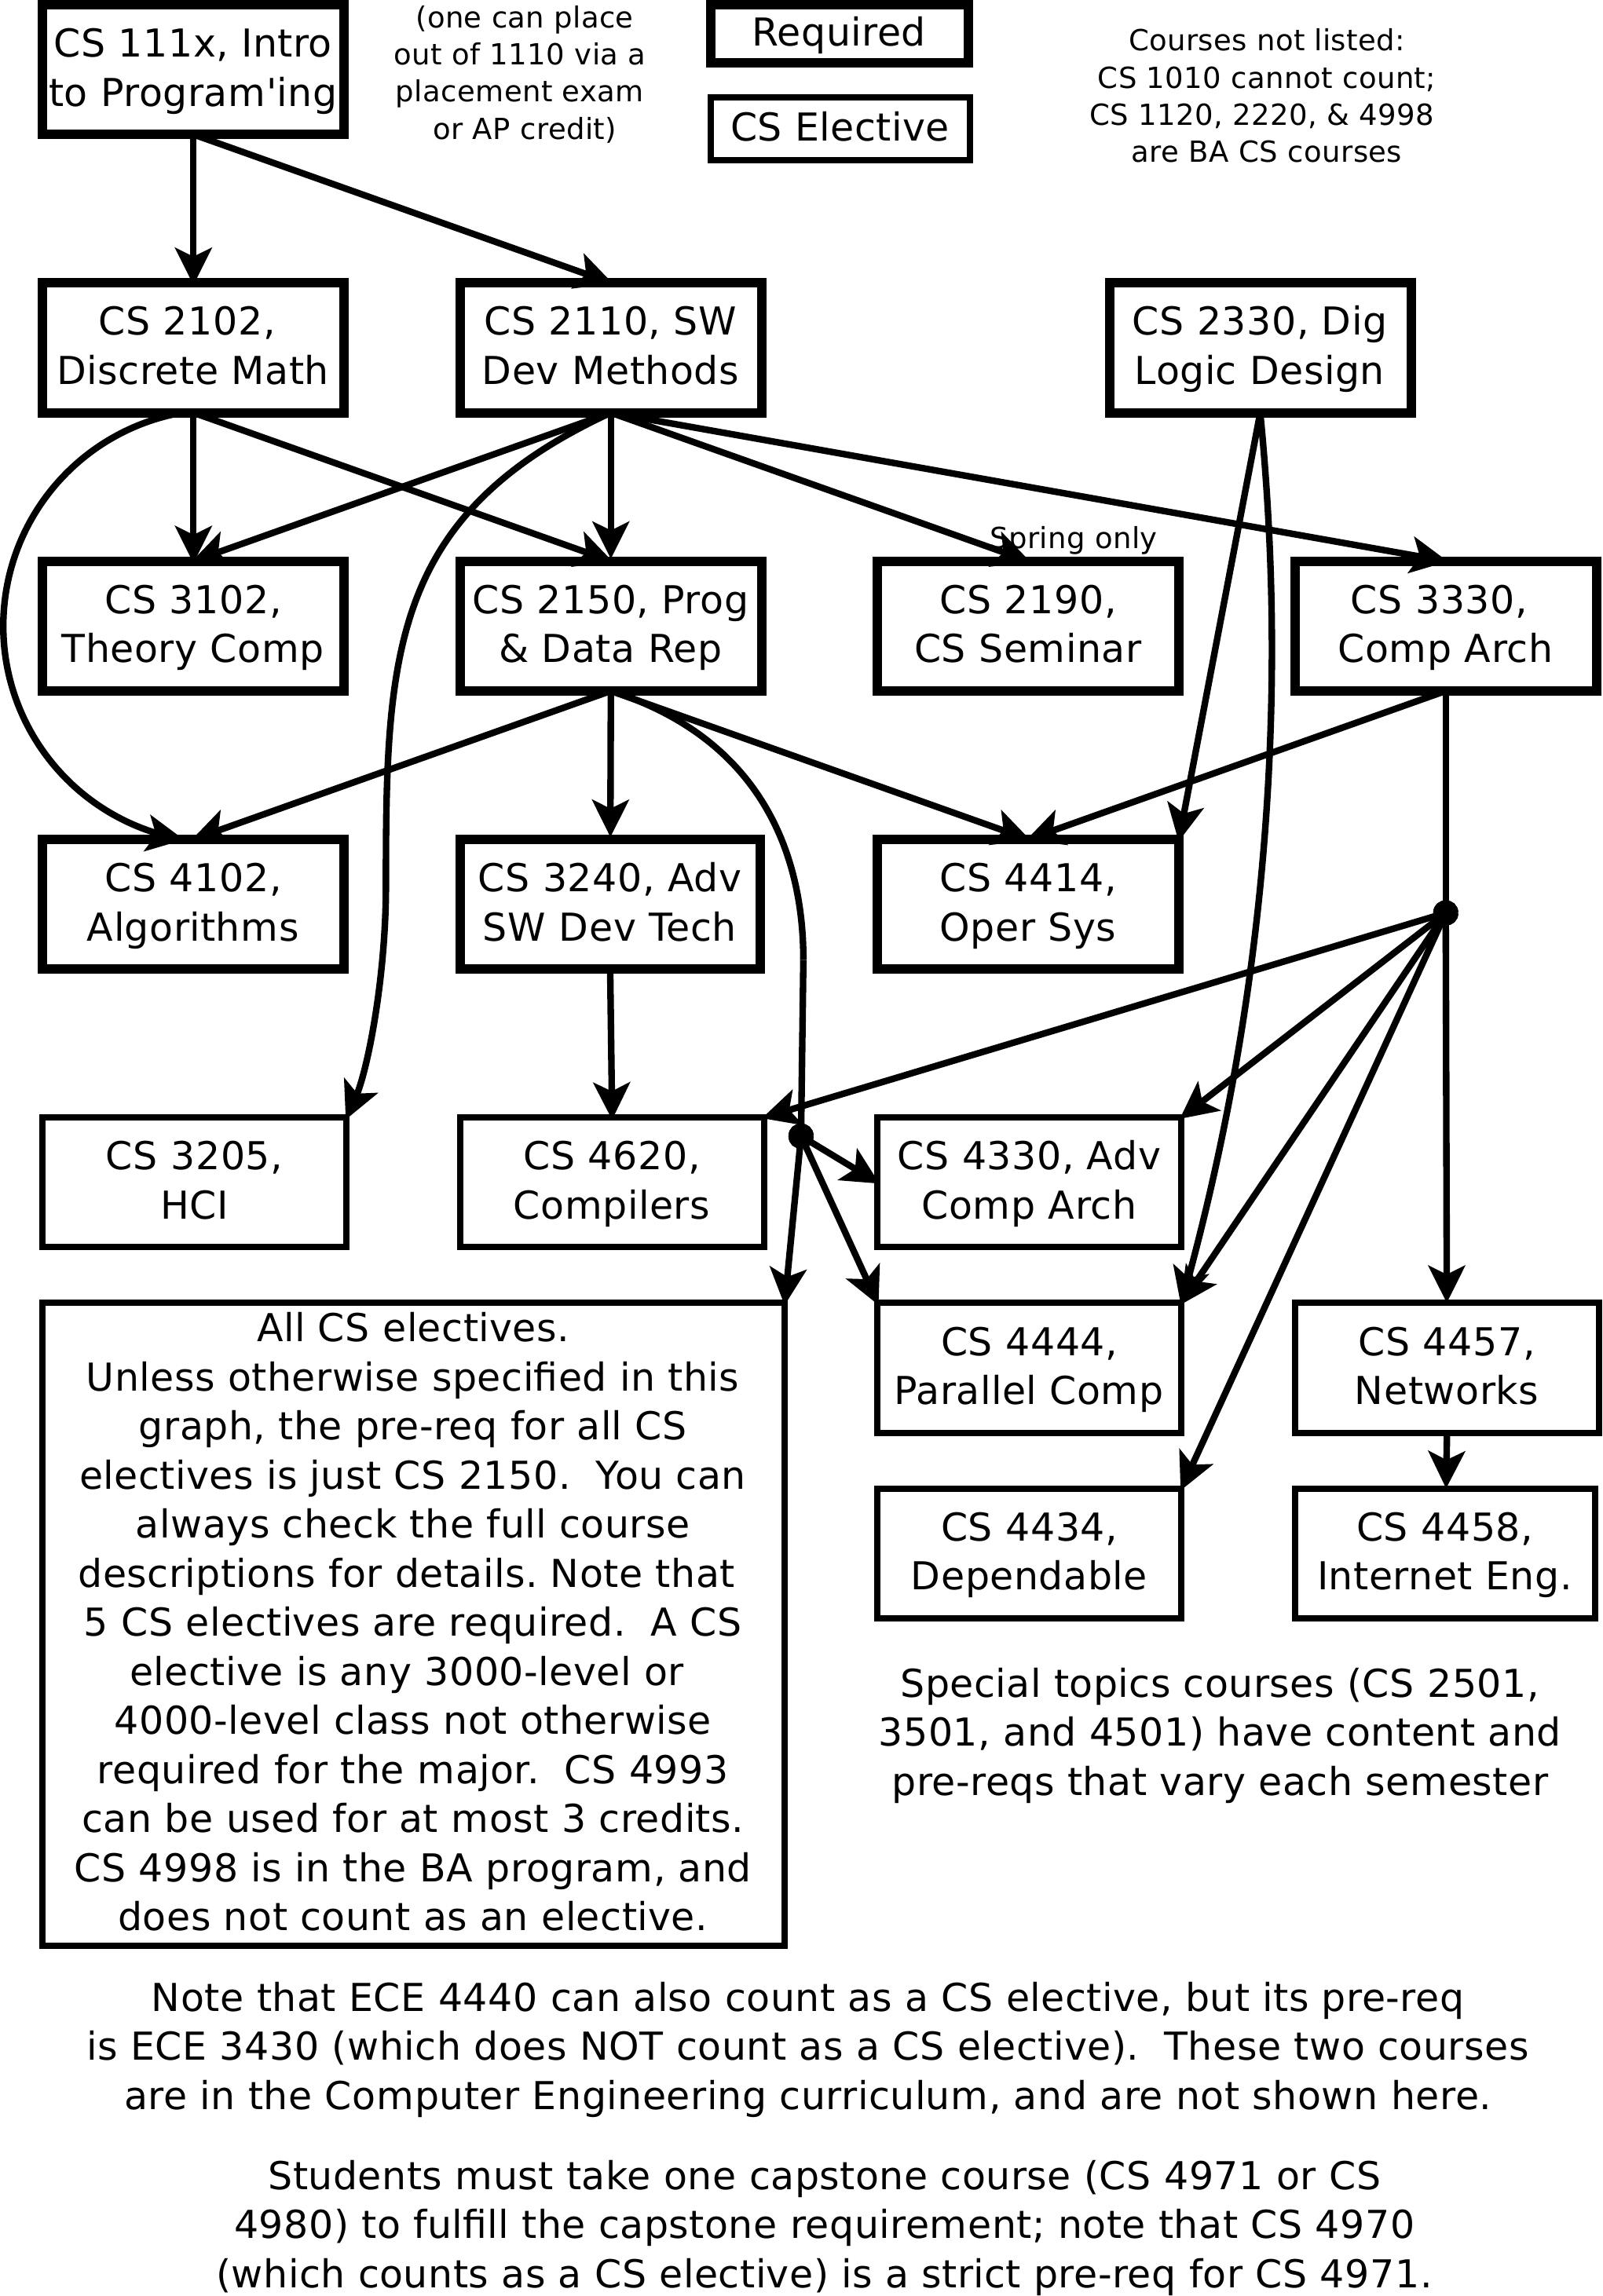 CS 111x, Intro
to Program'ing
(one can place
out of 1110 via a
placement exam
or AP credit)
Required
CS Elective
Courses not listed:
CS 1010 cannot count;
CS 1120, 2220, & 4998
are BA CS courses
CS 2102,
Discrete Math
CS 2110, SW
Dev Methods
CS 2330, Dig
Logic Design
Spring only
CS 3102,
Theory Comp
CS 2150, Prog
& Data Rep
CS 2190,
CS Seminar
CS 3330,
Comp Arch
CS 4102,
Algorithms
CS 3240, Adv
SW Dev Tech
CS 4414,
Oper Sys
CS 3205,
HCI
CS 4620,
Compilers
CS 4330, Adv
Comp Arch
All CS electives.
Unless otherwise specified in this
graph, the pre-req for all CS
electives is just CS 2150.  You can
always check the full course
descriptions for details. Note that
5 CS electives are required.  A CS
elective is any 3000-level or
4000-level class not otherwise
required for the major.  CS 4993
can be used for at most 3 credits.
CS 4998 is in the BA program, and
does not count as an elective.
CS 4444,
Parallel Comp
CS 4457,
Networks
CS 4434,
Dependable
CS 4458,
Internet Eng.
Special topics courses (CS 2501,
3501, and 4501) have content and
pre-reqs that vary each semester
Note that ECE 4440 can also count as a CS elective, but its pre-req
is ECE 3430 (which does NOT count as a CS elective).  These two courses
are in the Computer Engineering curriculum, and are not shown here.
Students must take one capstone course (CS 4971 or CS
4980) to fulfill the capstone requirement; note that CS 4970
(which counts as a CS elective) is a strict pre-req for CS 4971.